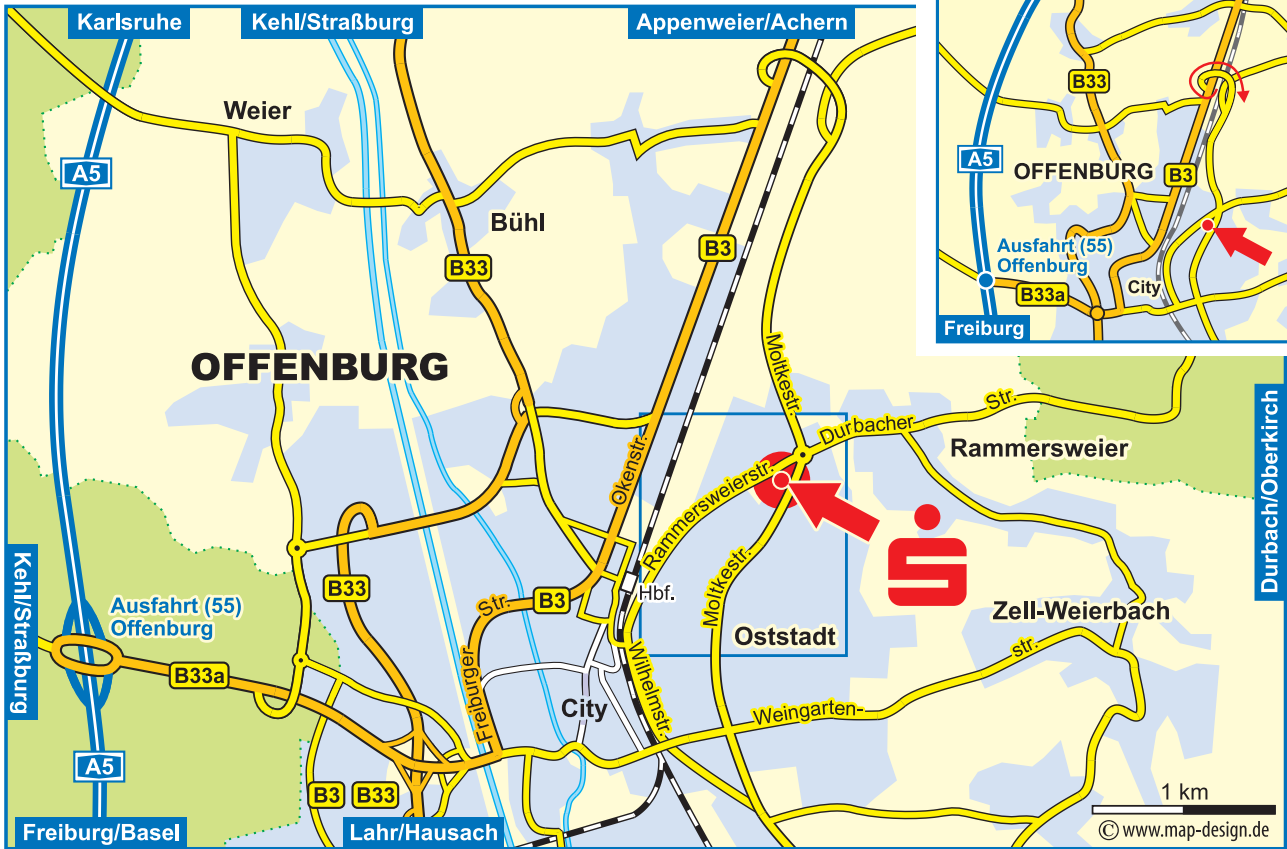 Karlsruhe
Kehl/Straßburg
Appenweier/Achern
B33
A5
OFFENBURG
B3
Ausfahrt (55)
Offenburg
B33a
City
Freiburg
Weier
A5
Bühl
B3
B33
OFFENBURG
Moltkestr.
Durbacher
Str.
Rammersweier
Durbach/Oberkirch
Okenstr.
Rammersweierstr.
Kehl/Straßburg
Ausfahrt (55)
Offenburg
B33
Str.
B3
Hbf.
Moltkestr.
Oststadt
Zell-Weierbach
str.
B33a
Freiburger
City
Wilhelmstr.
Weingarten-
A5
B3
B33
1 km
Freiburg/Basel
Lahr/Hausach
© www.map-design.de